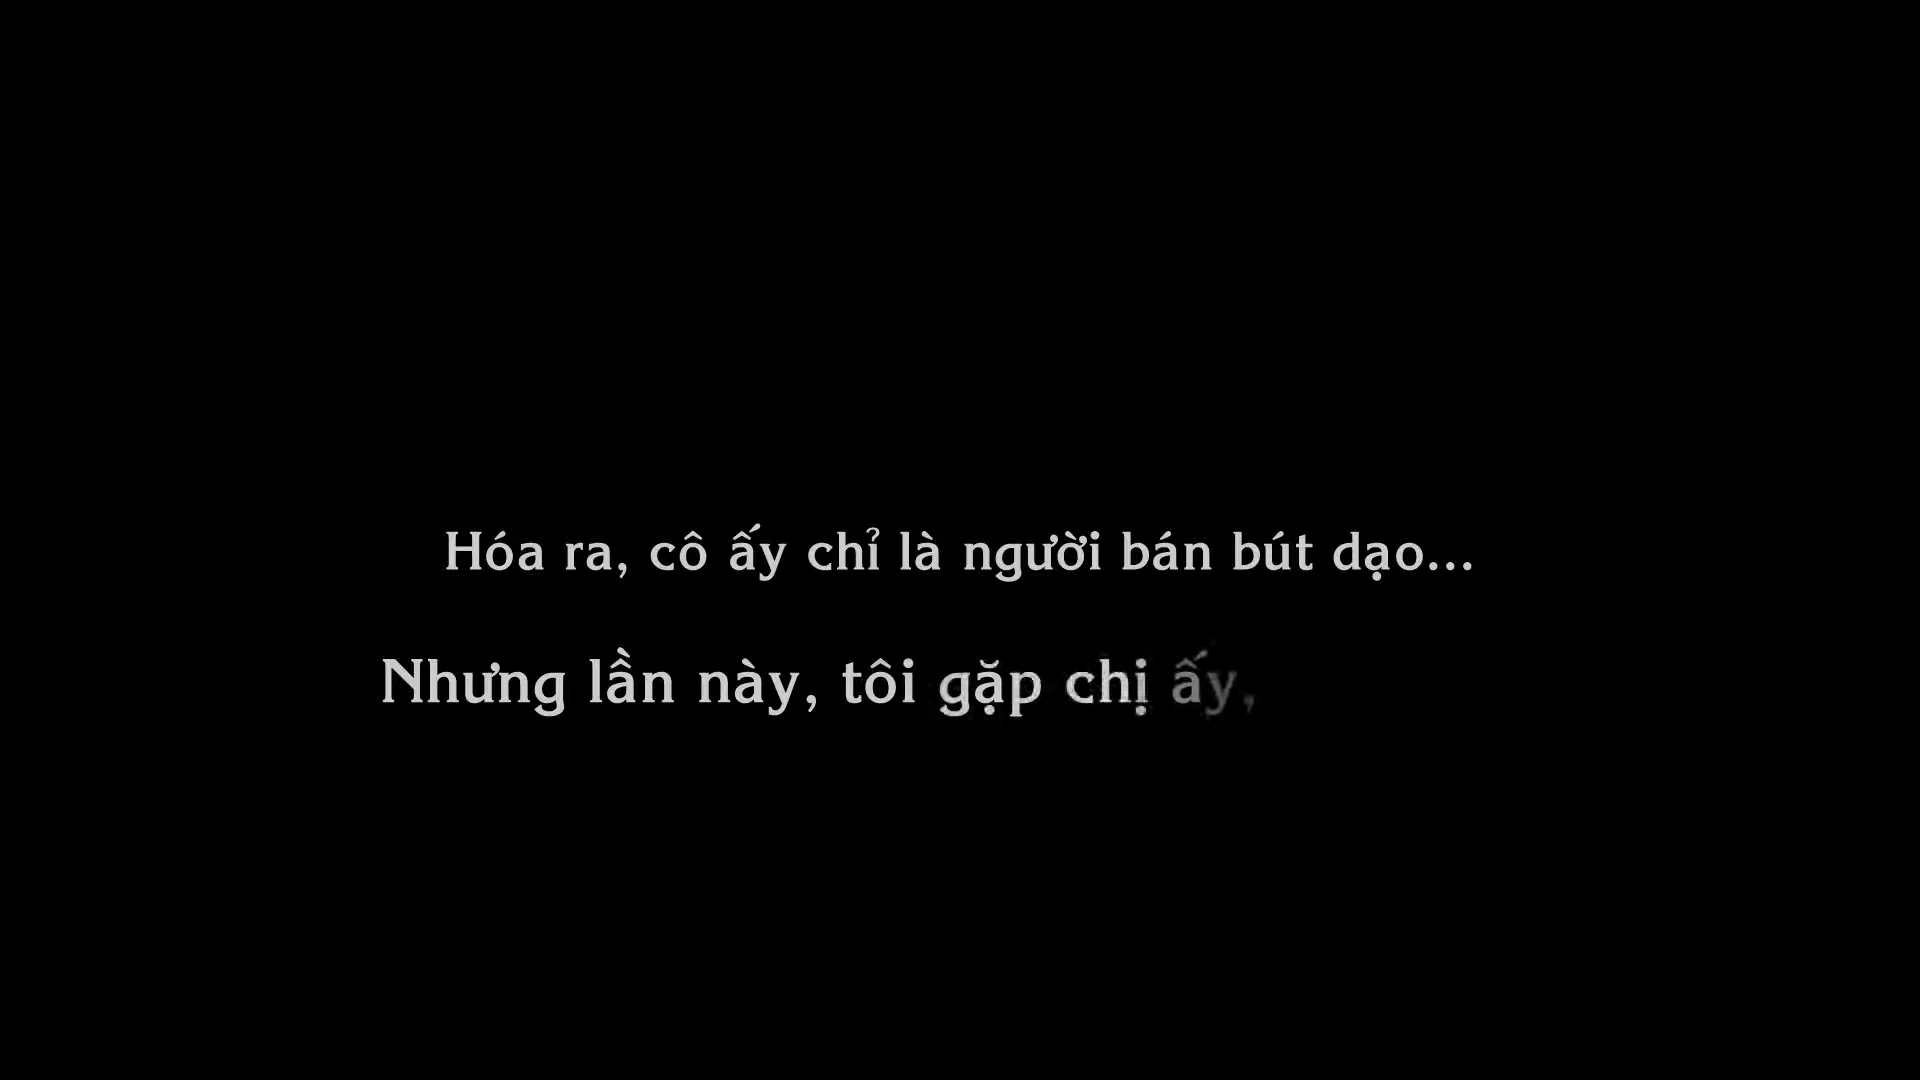 Hóa ra, cô ấy chỉ là người bán bút dạo...
Nhưng lần này, tôi gặp chị ấy,